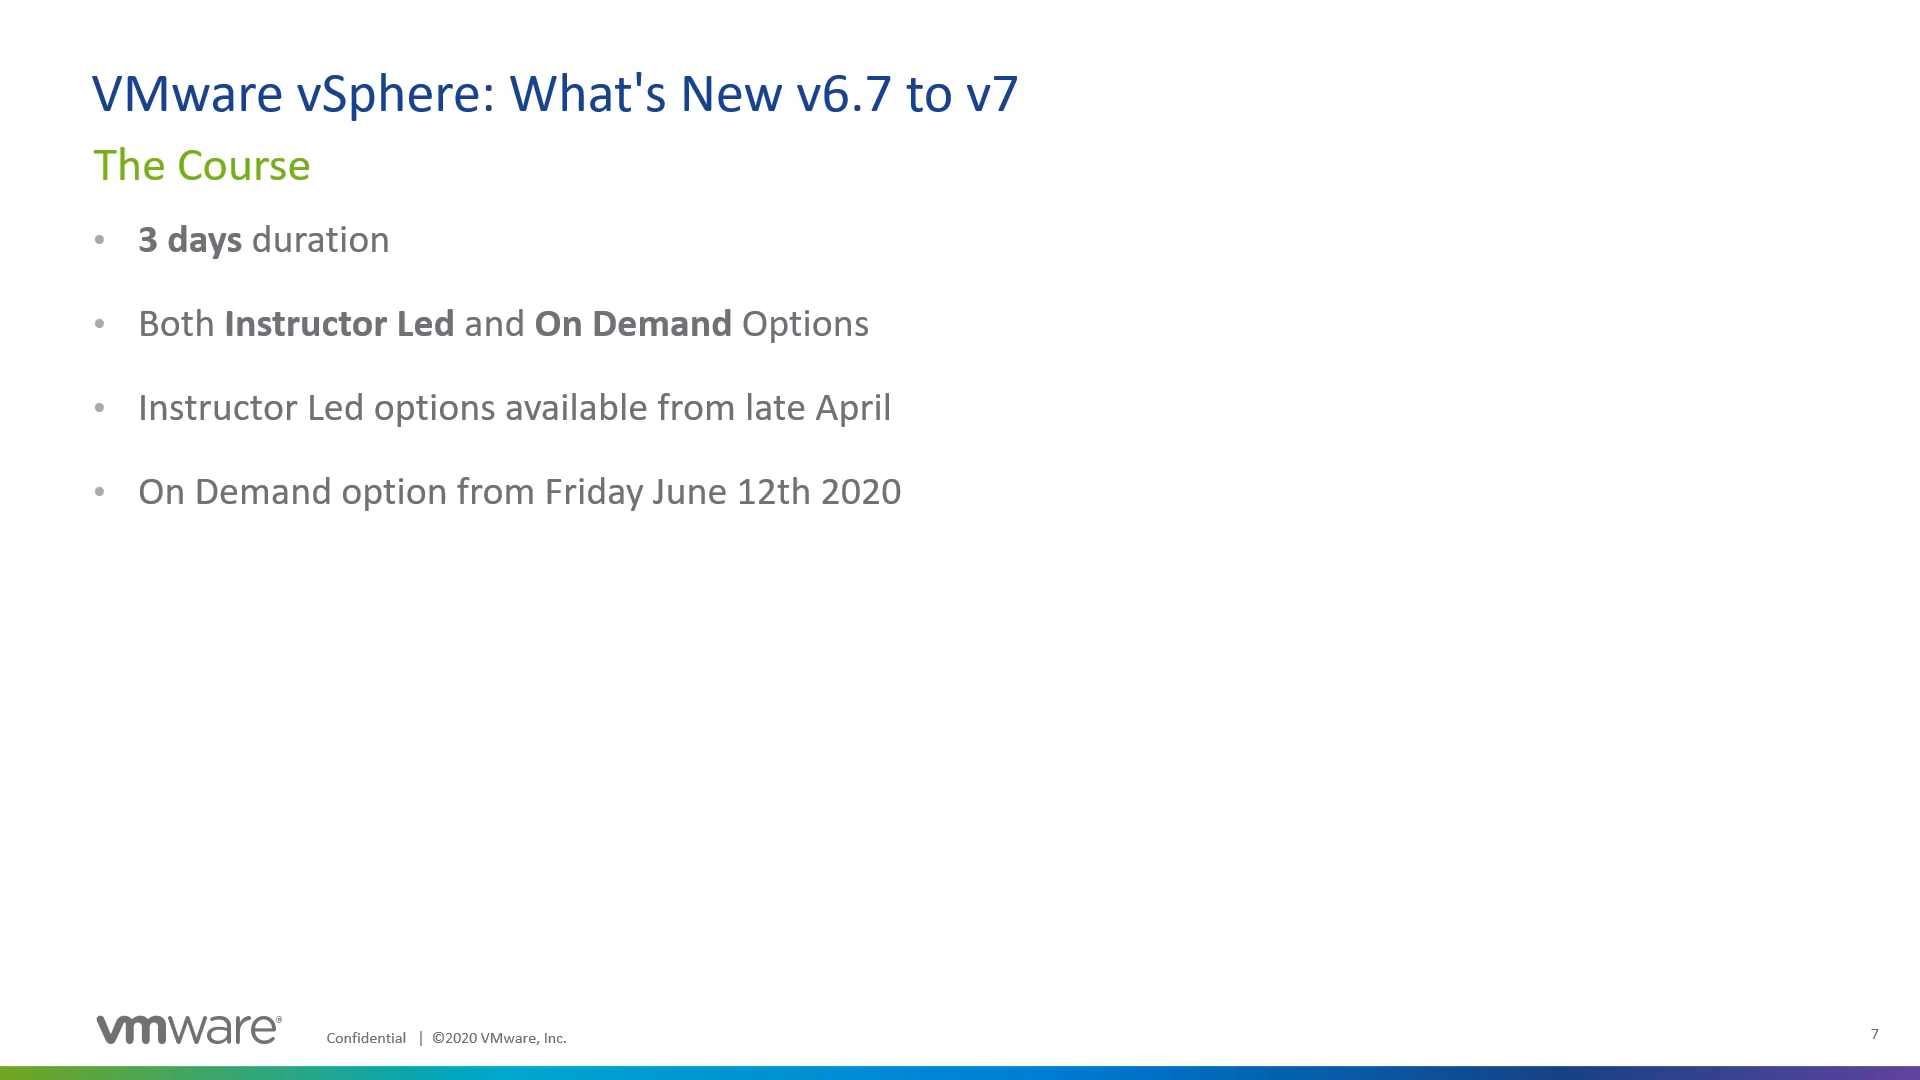 VMware vSphere: What's New v6.7 to v7
The Course
• 3 days duration
• Both Instructor Led and On Demand Options
• Instructor Led options available from late April
• On Demand option from Friday June 12th 2020
vmware®
Confidential | ©2020 VMware, Inc.
7